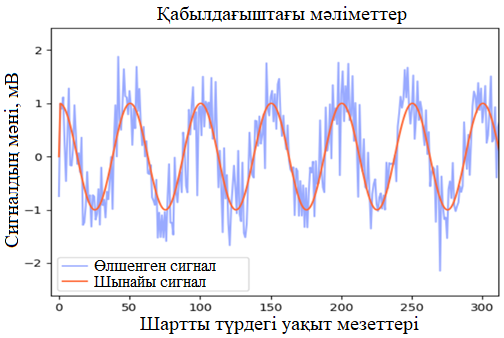 Қабылдағыштағы мәліметтер
Сигналдың мәні, мВ
2
1
0
−1
−2
Өлшенген сигнал
Шынайы сигнал
0 50 100 150 200 250 300
Шартты түрдегі уақыт мезеттері